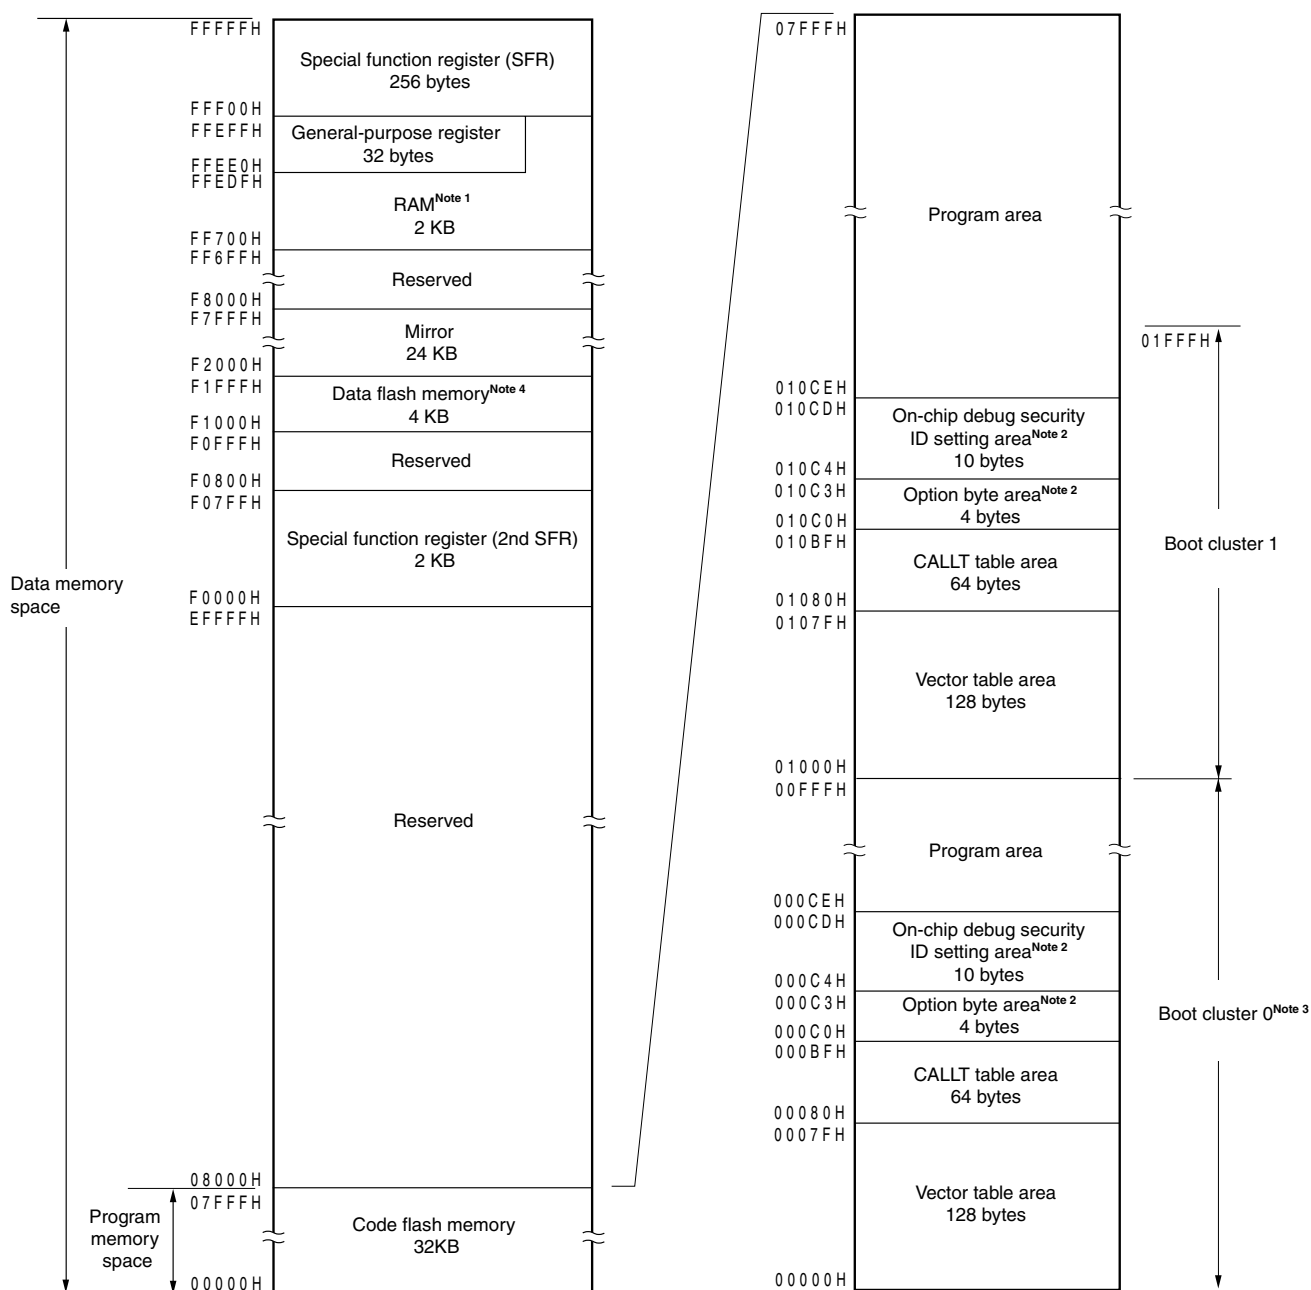 FFFFFH
Special function register (SFR)
256 bytes
FFF00H
FFEFFH
General-purpose register
32 bytes
FFEE0H
FFEDFH
RAMNote 1
2 KB
FF700H
FF6FFH
Reserved
F8000H
F7FFFH
Mirror
24 KB
F2000H
F1FFFH
Data flash memoryNote 4
4 KB
F1000H
F0FFFH
Reserved
F0800H
F07FFH
Special function register (2nd SFR)
2 KB
Data memory
space
F0000H
EFFFFH
Reserved
08000H
07FFFH
Program
memory
space
Code flash memory
32KB
00000H
07FFFH
Program area
01FFFH
010CEH
010CDH
On-chip debug security
ID setting areaNote 2
10 bytes
010C4H
010C3H
Option byte areaNote 2
4 bytes
010C0H
010BFH
Boot cluster 1
CALLT table area
64 bytes
01080H
0107FH
Vector table area
128 bytes
01000H
00FFFH
Program area
000CEH
000CDH
On-chip debug security
ID setting areaNote 2
10 bytes
000C4H
000C3H
Option byte areaNote 2
4 bytes
Boot cluster 0Note 3
000C0H
000BFH
CALLT table area
64 bytes
00080H
0007FH
Vector table area
128 bytes
00000H